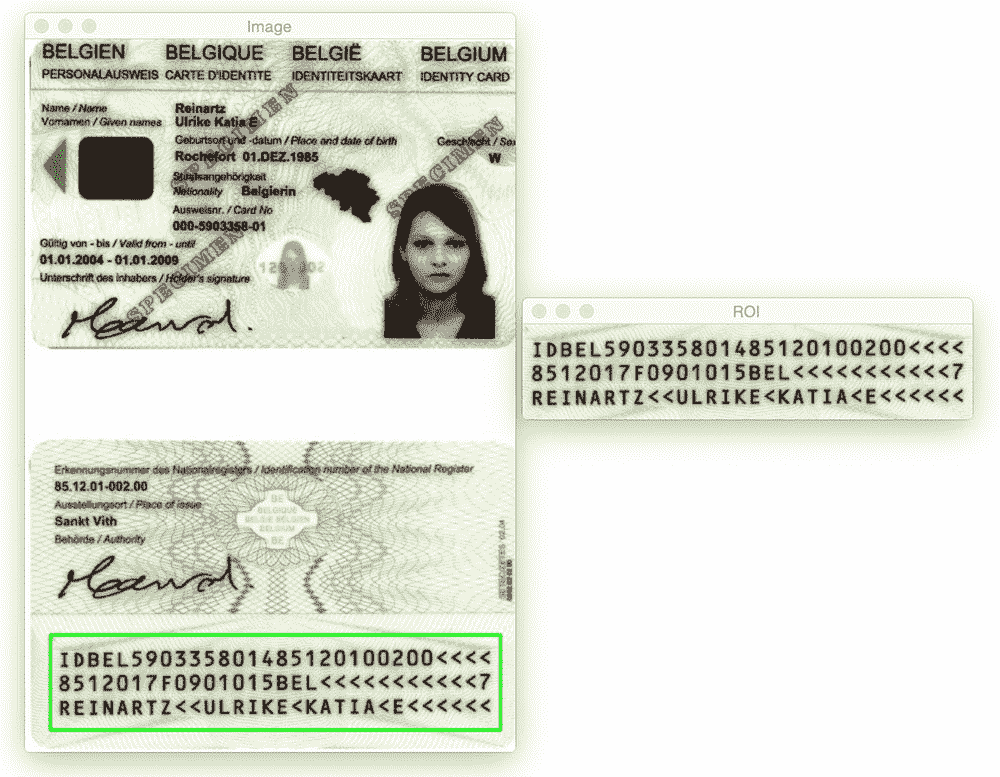 Image
BELGIEN BELGIQUE BELGIË BELGIUM
PERSONALAUSWEIS CARTE D'IDENTITE IDENTITEITSKAART IDENTITY CARD
Name / Name Reinartz
Vornamen / Given names Ulrike Katia E
Geburtsort und -datum / Place and date of birth Geschlecht / Sex
Rochefort 01.DEZ.1985 W
Staatsangehörigkeit
Nationality Belgierin
Ausweisnr. / Card No
000-5903358-01
Gültig von - bis / Valid from - until
01.01.2004 - 01.01.2009
Unterschrift des Inhabers / Holder's signature
SPECIMEN
SPECIMEN
SPECIMEN
ROI
IDBEL590335801485120100200<<<<
8512017F0901015BEL<<<<<<<<<<<7
REINARTZ<<ULRIKE<KATIA<E<<<<<<
Erkennungsnummer des Nationalregisters / Identification number of the National Register
85.12.01-002.00
Ausstellungsort / Place of issue
Sankt Vith
Behörde / Authority
BE
BELGIQUE
BELGIË BELGIEN
BELGIUM
BE
IDBEL590335801485120100200<<<<
8512017F0901015BEL<<<<<<<<<<<7
REINARTZ<<ULRIKE<KATIA<E<<<<<<